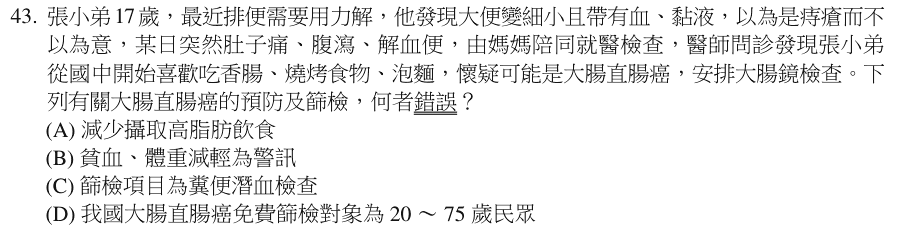 43. 張小弟 17 歲，最近排便需要用力解，他發現大便變細小且帶有血、黏液，以為是痔瘡而不
以為意，某日突然肚子痛、腹瀉、解血便，由媽媽陪同就醫檢查，醫師問診發現張小弟
從國中開始喜歡吃香腸、燒烤食物、泡麵，懷疑可能是大腸直腸癌，安排大腸鏡檢查。下
列有關大腸直腸癌的預防及篩檢，何者錯誤？
(A) 減少攝取高脂肪飲食
(B) 貧血、體重減輕為警訊
(C) 篩檢項目為糞便潛血檢查
(D) 我國大腸直腸癌免費篩檢對象為 20 ～ 75 歲民眾